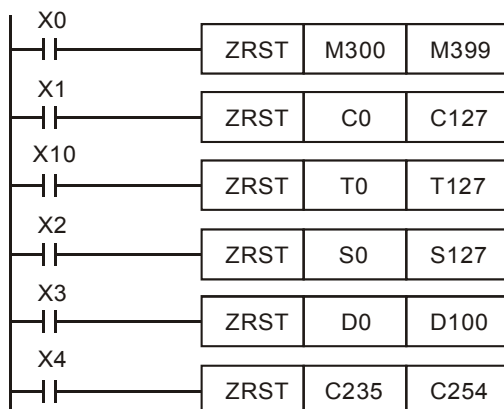 X0
ZRST M300 M399
X1
ZRST C0 C127
X10
ZRST T0 T127
X2
ZRST S0 S127
X3
ZRST D0 D100
X4
ZRST C235 C254